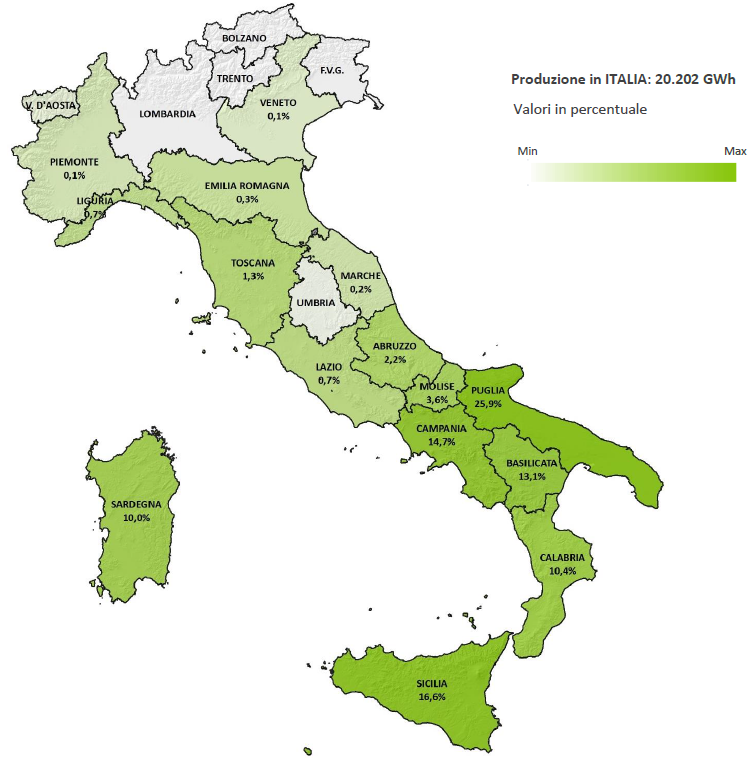 BOLZANO
Produzione in ITALIA: 20.202 GWh
Valori in percentuale
Min Max
F.V.G.
TRENTO
V. D'AOSTA
LOMBARDIA
VENETO
0,1%
PIEMONTE
0,1%
EMILIA ROMAGNA
0,3%
LIGURIA
0,7%
TOSCANA
1,3%
MARCHE
0,2%
UMBRIA
ABRUZZO
2,2%
LAZIO
0,7%
MOLISE
3,6%
PUGLIA
25,9%
CAMPANIA
14,7%
BASILICATA
13,1%
SARDEGNA
10,0%
CALABRIA
10,4%
SICILIA
16,6%